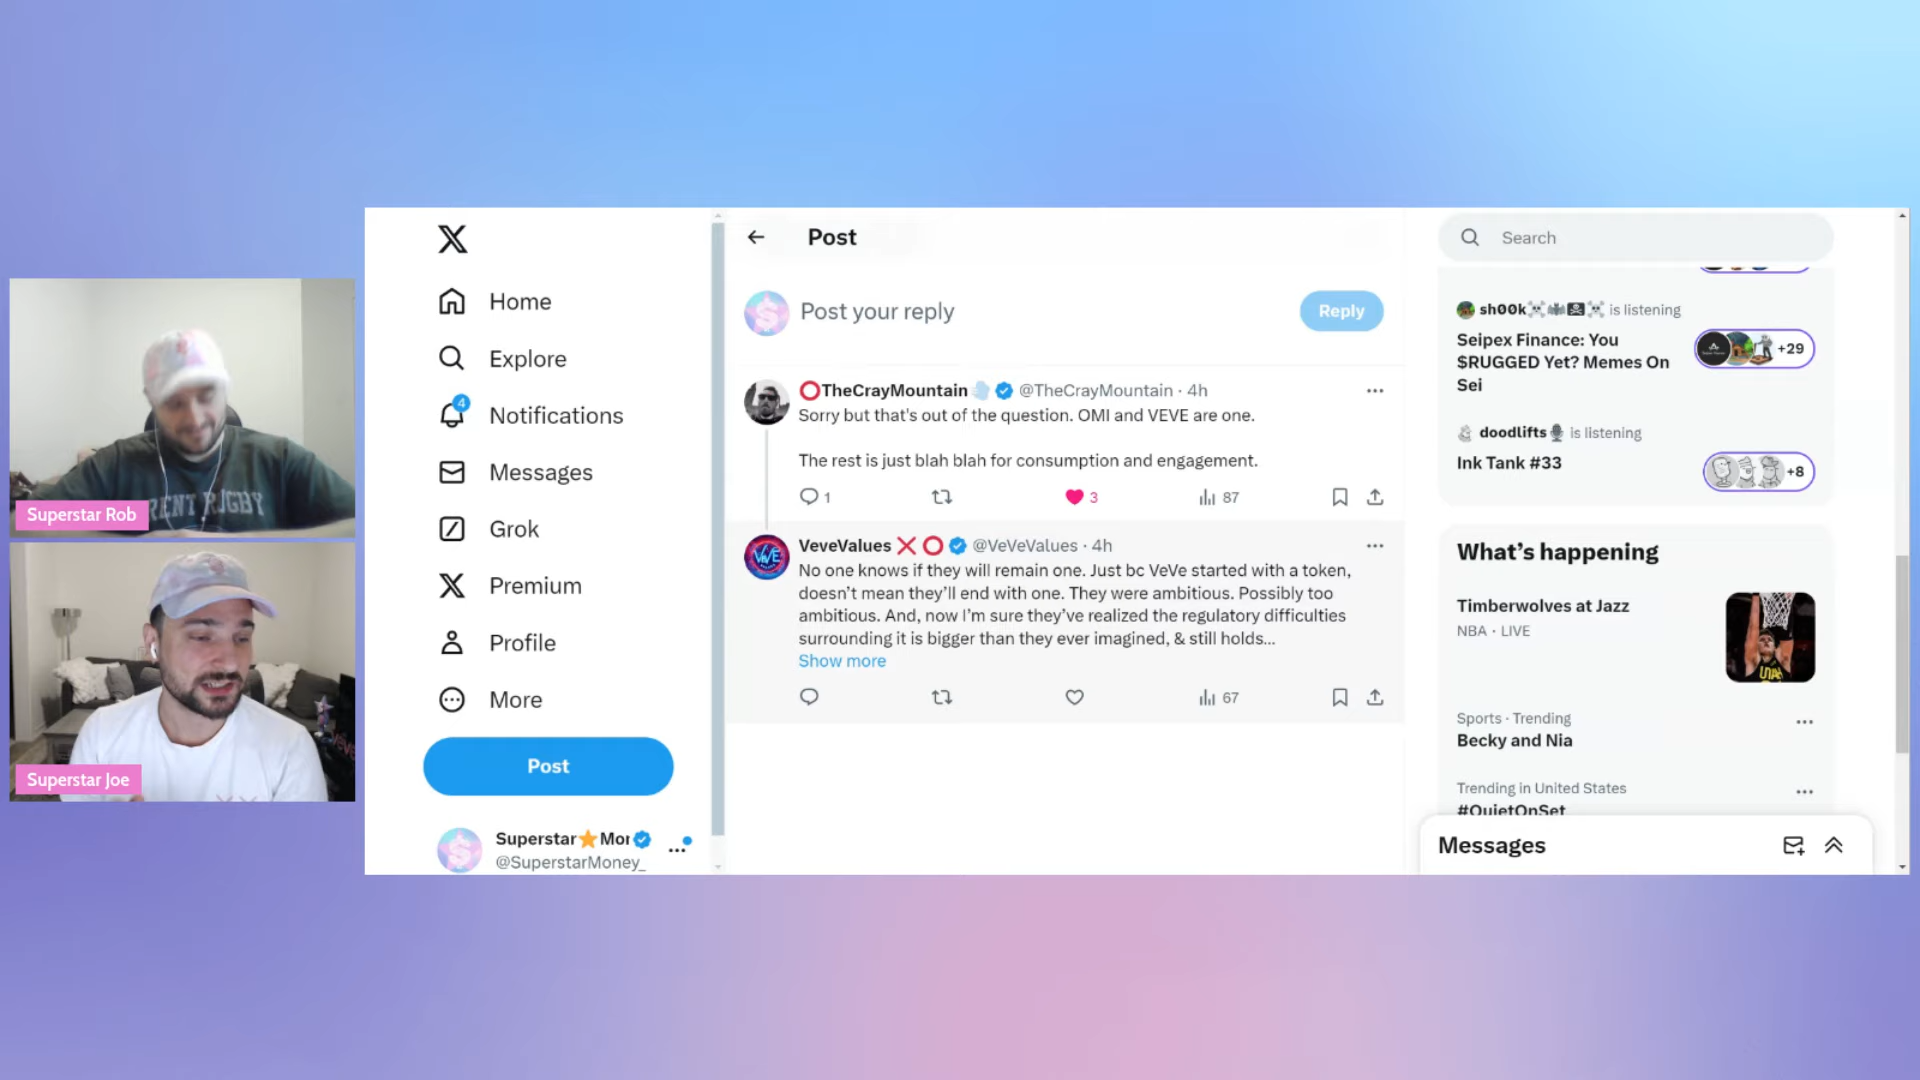 RENT RUGBY
Superstar Rob
Superstar Joe
Home
Explore
4
Notifications
Messages
Grok
Premium
Profile
More
Post
Superstar⭐Mor
@SuperstarMoney_
Post
Post your reply
Reply
⭕TheCrayMountain💨 @TheCrayMountain · 4h
Sorry but that's out of the question. OMI and VEVE are one.
The rest is just blah blah for consumption and engagement.
1
3
87
VEVE
VeveValues ❌ ⭕ @VeVeValues · 4h
No one knows if they will remain one. Just bc VeVe started with a token,
doesn't mean they'll end with one. They were ambitious. Possibly too
ambitious. And, now I'm sure they've realized the regulatory difficulties
surrounding it is bigger than they ever imagined, & still holds...
Show more
67
Search
sh00k☠️🦇🏴‍☠️☠️ is listening
Seipex Finance: You
$RUGGED Yet? Memes On
Sei
+29
doodlifts🎙️ is listening
Ink Tank #33
+8
What's happening
Timberwolves at Jazz
NBA · LIVE
Sports · Trending
Becky and Nia
Trending in United States
#QuietOnSet
Messages